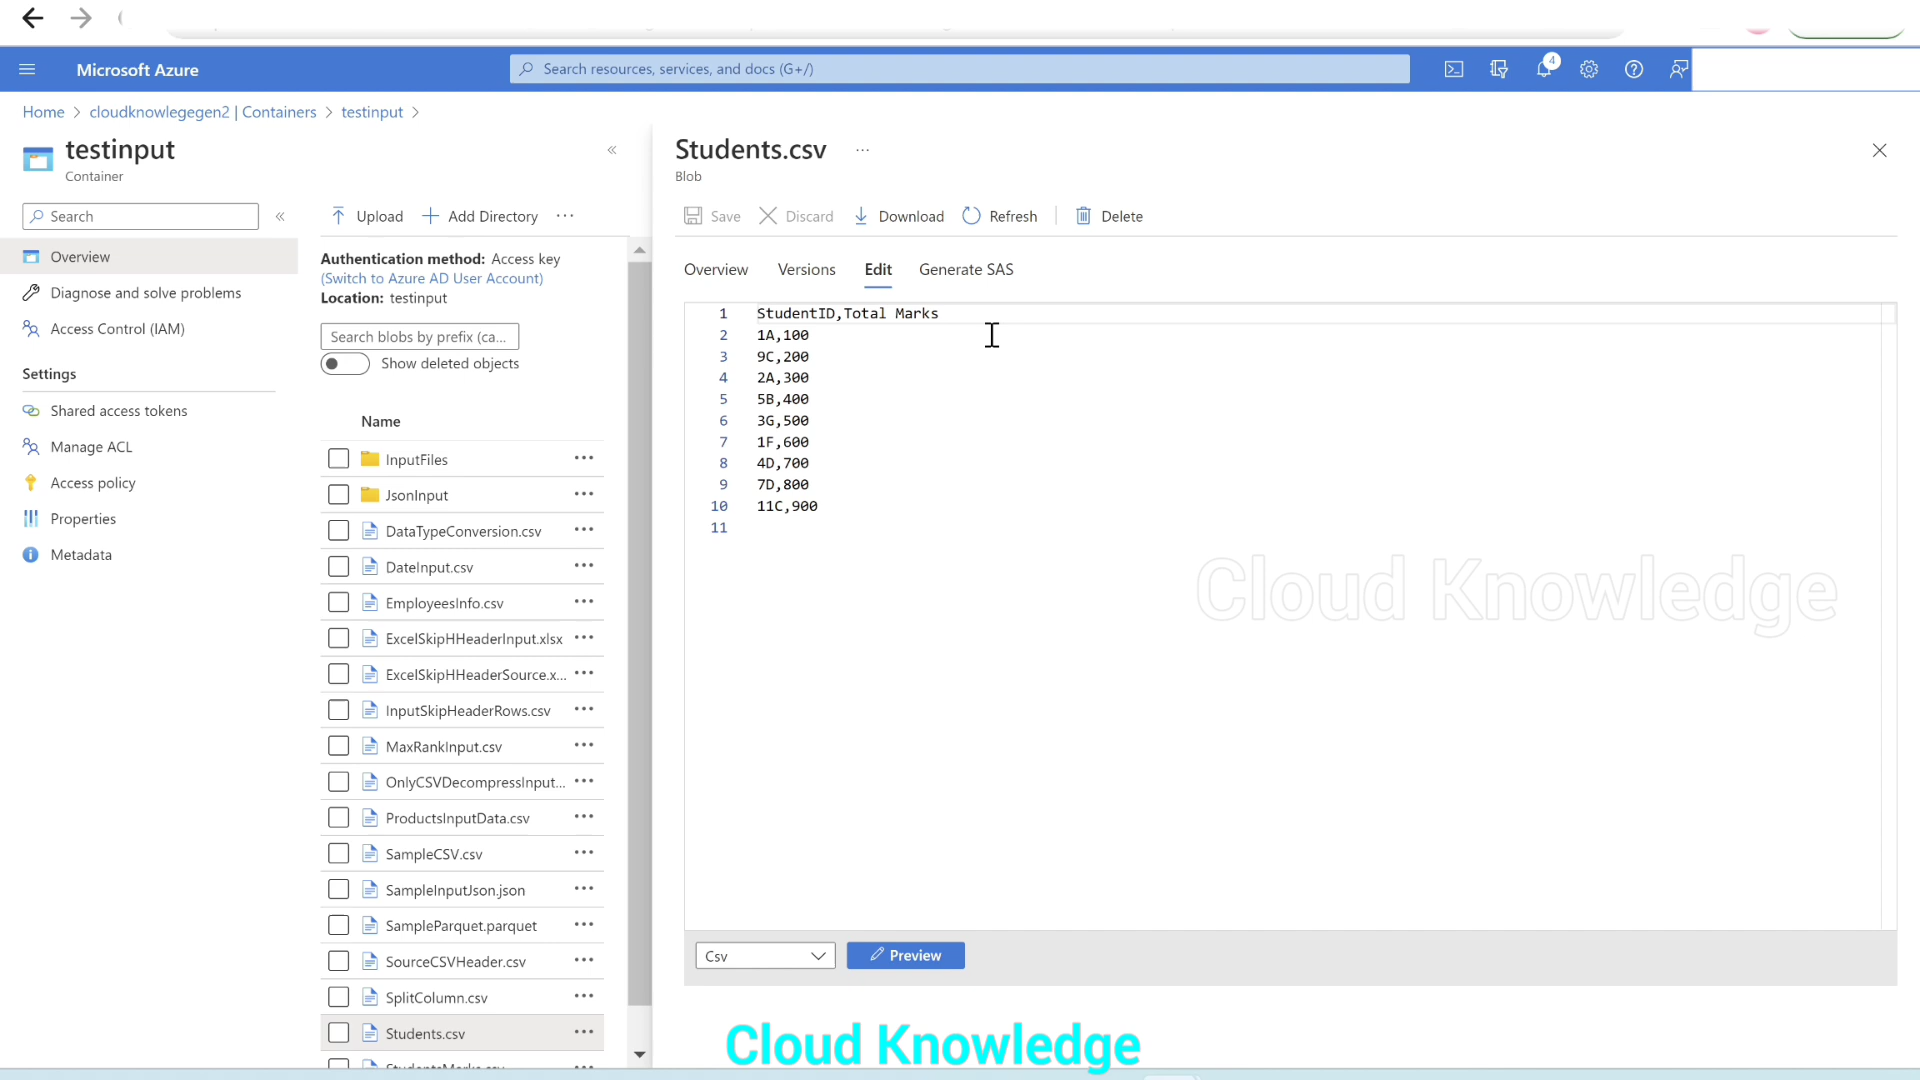 Microsoft Azure
Search resources, services, and docs (G+/)
4
Home > cloudknowlegegen2 | Containers > testinput >
testinput
Container
Search
Overview
Diagnose and solve problems
Access Control (IAM)
Settings
Shared access tokens
Manage ACL
Access policy
Properties
Metadata
Upload
Add Directory
Authentication method: Access key
(Switch to Azure AD User Account)
Location: testinput
Search blobs by prefix (ca...
Show deleted objects
Name
InputFiles
JsonInput
DataTypeConversion.csv
DateInput.csv
EmployeesInfo.csv
ExcelSkipHHeaderInput.xlsx
ExcelSkipHHeaderSource.x...
InputSkipHeaderRows.csv
MaxRankInput.csv
OnlyCSVDecompressInput...
ProductsInputData.csv
SampleCSV.csv
SampleInputJson.json
SampleParquet.parquet
SourceCSVHeader.csv
SplitColumn.csv
Students.csv
StudentsMarks.csv
Students.csv
Blob
Save
Discard
Download
Refresh
Delete
Overview
Versions
Edit
Generate SAS
1 StudentID,Total Marks
2 1A,100
3 9C,200
4 2A,300
5 5B,400
6 3G,500
7 1F,600
8 4D,700
9 7D,800
10 11C,900
11
Cloud Knowledge
Csv
Preview
Cloud Knowledge